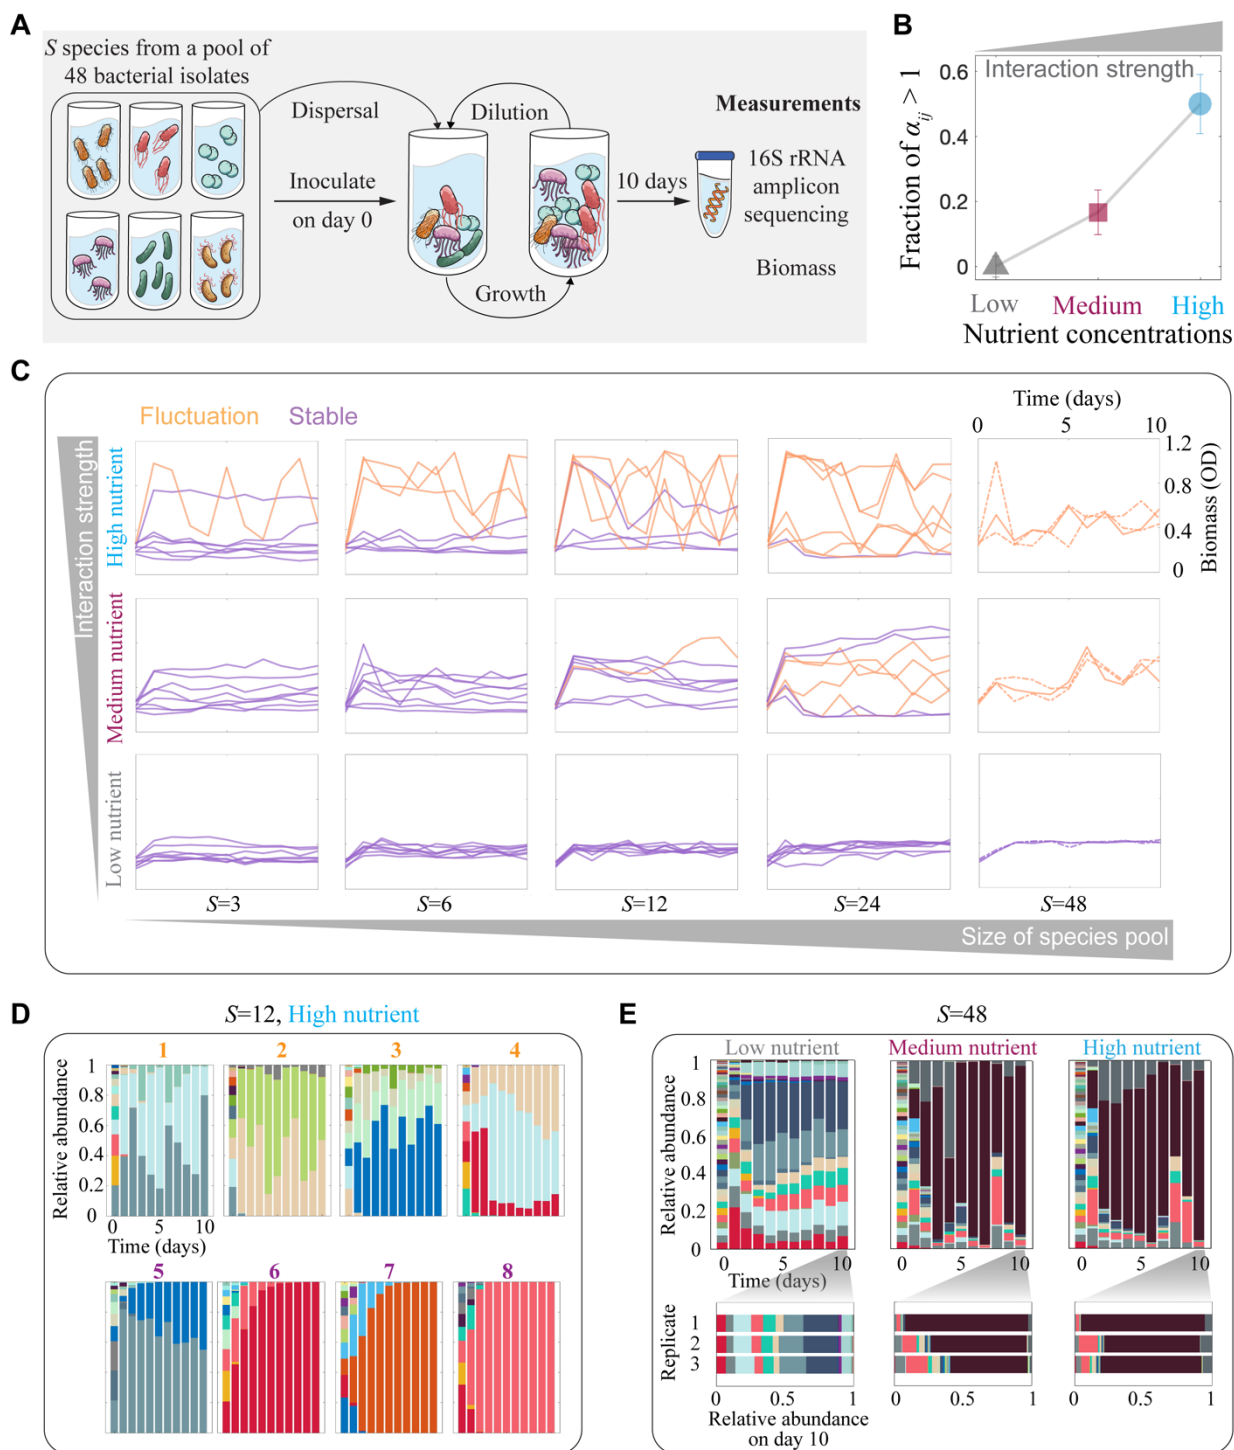 A
S species from a pool of
48 bacterial isolates
Dispersal
Dilution
Inoculate
on day 0
Growth
10 days
Measurements
16S rRNA
amplicon
sequencing
Biomass
B
Interaction strength
Fraction of αij > 1
0.6
0.4
0.2
0
Low
Medium
High
Nutrient concentrations
C
Fluctuation
Stable
Time (days)
0
5
10
Interaction strength
High nutrient
1.2
0.8
0.4
0
Biomass (OD)
Medium nutrient
Low nutrient
S=3
S=6
S=12
S=24
S=48
Size of species pool
D
S=12, High nutrient
1
2
3
4
Relative abundance
1
0.8
0.6
0.4
0.2
0
0
5
10
Time (days)
5
6
7
8
E
S=48
Low nutrient
Medium nutrient
High nutrient
Relative abundance
1
0.8
0.6
0.4
0.2
0
0
5
10
0
5
10
0
5
10
Time (days)
Replicate
1
2
3
0
0.5
1
0
0.5
1
0
0.5
1
Relative abundance
on day 10